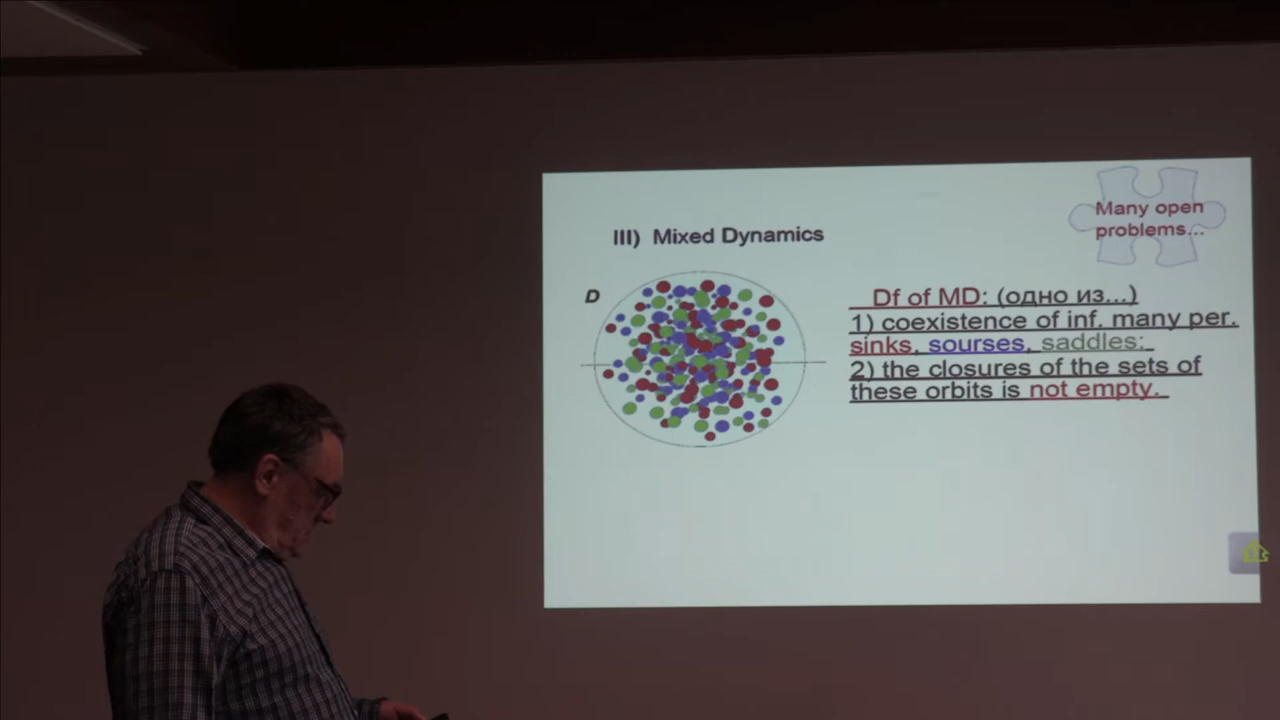 Many open
problems...
III) Mixed Dynamics
D
Df of MD: (одно из...)
1) coexistence of inf. many per.
sinks, sourses, saddles;
2) the closures of the sets of
these orbits is not empty.